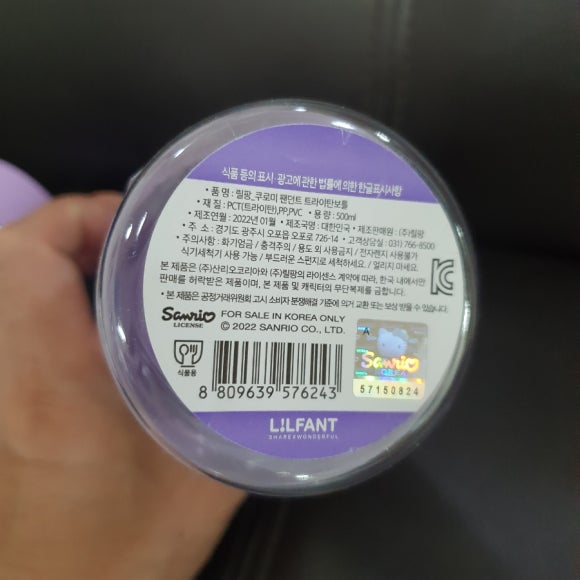 식품 등의 표시·광고에 관한 법률에 의한 한글표시사항
• 품 명 : 릴팡_쿠로미 팬던트 트라이탄보틀
• 재 질 : PCT(트라이탄),PP,PVC • 용 량 : 500ml
• 제조연월 : 2022년 01월 • 제조국명 : 대한민국 • 제조판매원 : (주)릴팡
• 주 소 : 경기도 광주시 오포읍 오포로 726-14 • 고객상담실 : (031) 766-8500
• 주의사항 : 화기엄금 / 충격주의 / 용도 외 사용금지 / 전자렌지 사용불가
식기세척기 사용 가능 / 부드러운 스펀지로 세척하세요. / 얼리지 마세요.
본 제품은 (주)산리오코리아와 (주)릴팡의 라이센스 계약에 따라, 한국 내에서만
판매를 허락받은 제품이며, 본 제품 및 캐릭터의 무단복제를 금합니다.
• 본 제품은 공정거래위원회 고시 소비자 분쟁해결 기준에 의거 교환 또는 보상 받을 수 있습니다.
Sanrio
LICENSE
FOR SALE IN KOREA ONLY
© 2022 SANRIO CO., LTD.
식품용
8 809639 576243
Sanrio
57150824
L!LFANT
SHAREXWONDERFUL